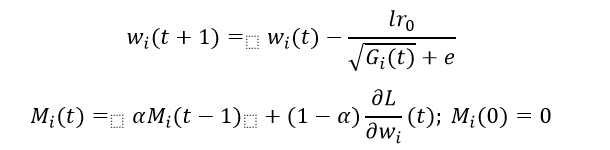 w_i(t + 1) =⬚ w_i(t) − lr_0 / (√G_i(t) + e)
M_i(t) =⬚ αM_i(t − 1)⬚ + (1 − α) ∂L/∂w_i (t); M_i(0) = 0